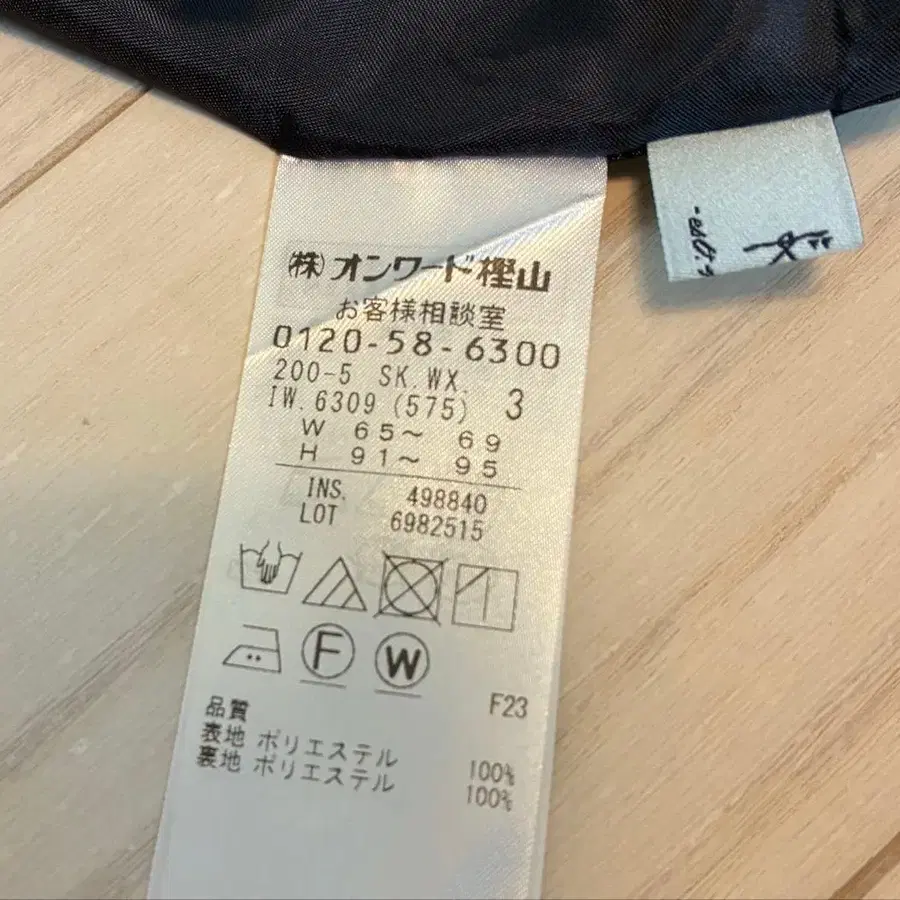 (株)オンワード樫山
お客様相談室
0120-58-6300
200-5 SK.WX.
IW.6309 (575) 3
W 65～ 69
H 91～ 95
INS. 498840
LOT 6982515
F W
F23
品質
表地 ポリエステル 100%
裏地 ポリエステル 100%